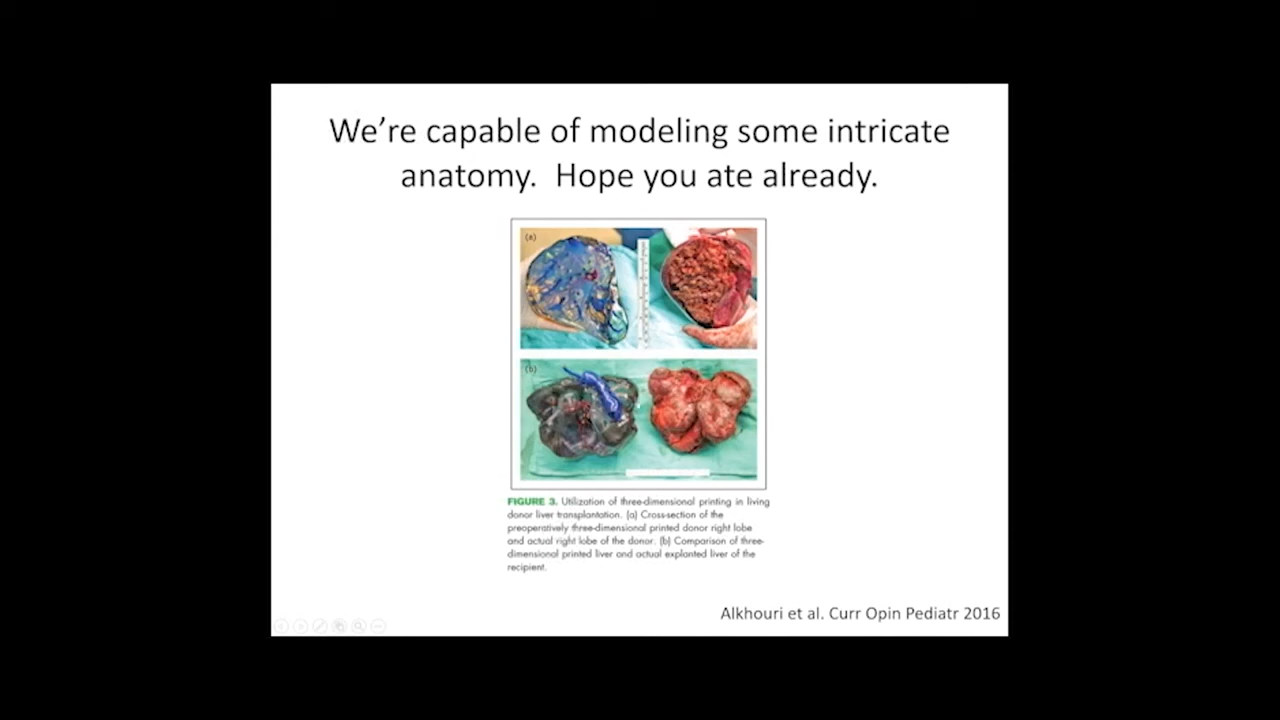 We’re capable of modeling some intricate
anatomy.  Hope you ate already.
(a)
(b)
FIGURE 3. Utilization of three-dimensional printing in living
donor liver transplantation. (a) Cross-section of the
preoperatively three-dimensional printed donor right lobe
and actual right lobe of the donor. (b) Comparison of three-
dimensional printed liver and actual explanted liver of the
recipient.
Alkhouri et al. Curr Opin Pediatr 2016